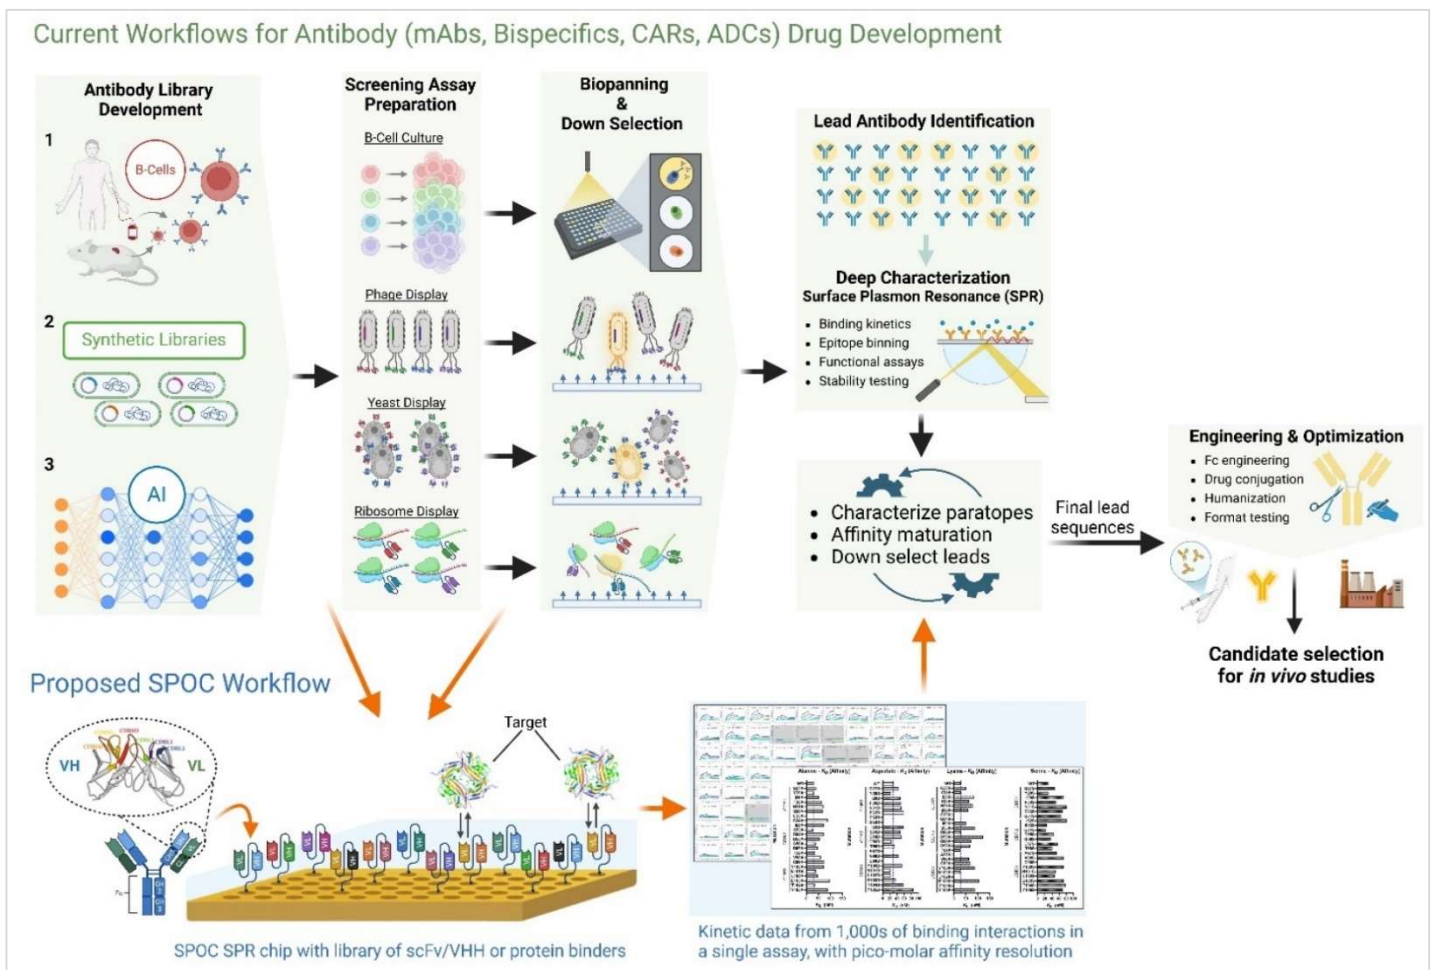 Current Workflows for Antibody (mAbs, Bispecifics, CARs, ADCs) Drug Development
Antibody Library
Development
1
B-Cells
2
Synthetic Libraries
3
AI
Screening Assay
Preparation
B-Cell Culture
Phage Display
Yeast Display
Ribosome Display
Biopanning
&
Down Selection
Lead Antibody Identification
Deep Characterization
Surface Plasmon Resonance (SPR)
• Binding kinetics
• Epitope binning
• Functional assays
• Stability testing
• Characterize paratopes
• Affinity maturation
• Down select leads
Final lead
sequences
Engineering & Optimization
• Fc engineering
• Drug conjugation
• Humanization
• Format testing
Candidate selection
for in vivo studies
Proposed SPOC Workflow
VH
VL
Target
SPOC SPR chip with library of scFv/VHH or protein binders
Kinetic data from 1,000s of binding interactions in
a single assay, with pico-molar affinity resolution